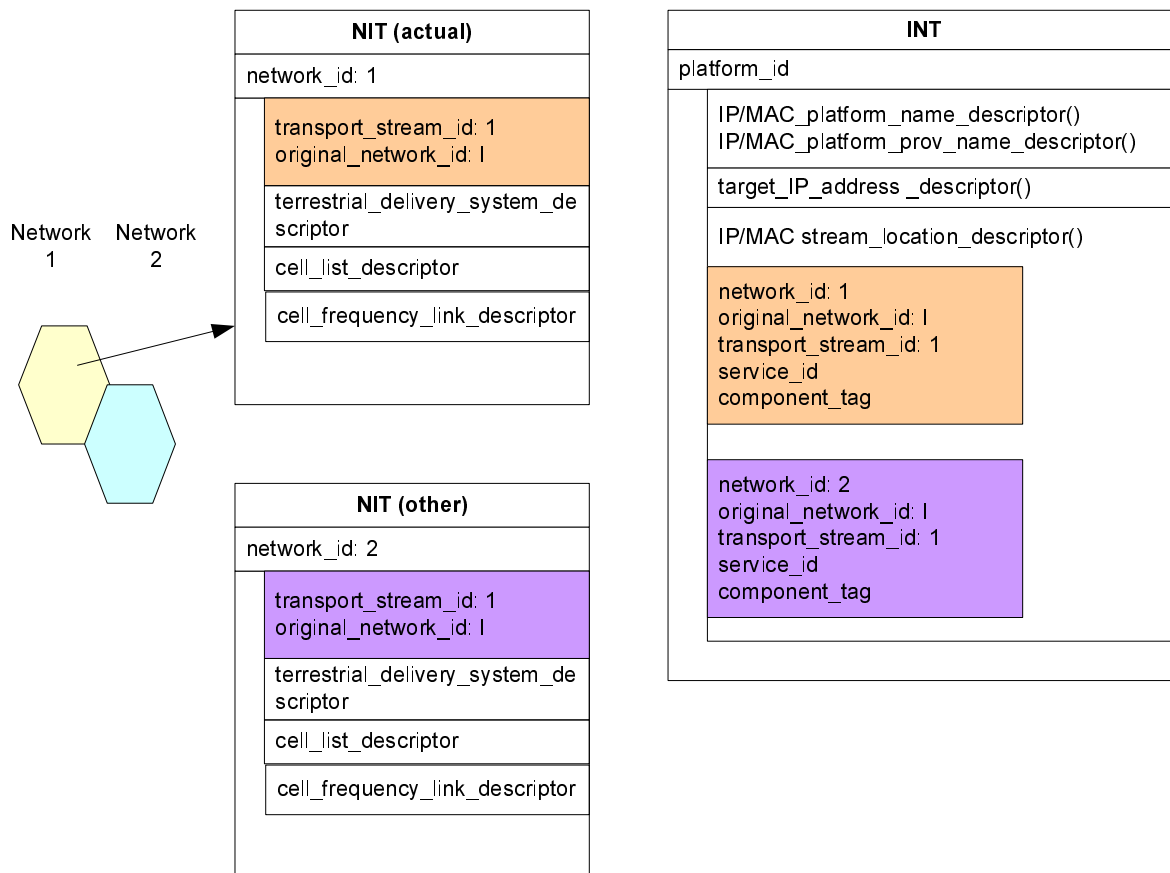 NIT (actual)
network_id: 1
transport_stream_id: 1
original_network_id: I
terrestrial_delivery_system_de
scriptor
cell_list_descriptor
cell_frequency_link_descriptor
Network
1
Network
2
NIT (other)
network_id: 2
transport_stream_id: 1
original_network_id: I
terrestrial_delivery_system_de
scriptor
cell_list_descriptor
cell_frequency_link_descriptor
INT
platform_id
IP/MAC_platform_name_descriptor()
IP/MAC_platform_prov_name_descriptor()
target_IP_address _descriptor()
IP/MAC stream_location_descriptor()
network_id: 1
original_network_id: I
transport_stream_id: 1
service_id
component_tag
network_id: 2
original_network_id: I
transport_stream_id: 1
service_id
component_tag